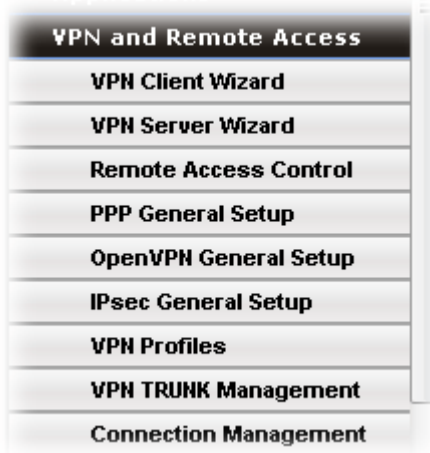 VPN and Remote Access
VPN Client Wizard
VPN Server Wizard
Remote Access Control
PPP General Setup
OpenVPN General Setup
IPsec General Setup
VPN Profiles
VPN TRUNK Management
Connection Management